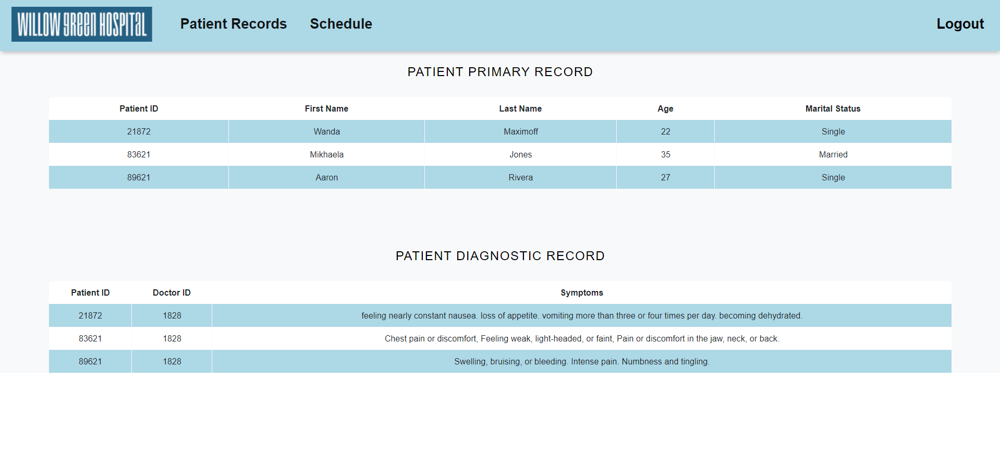 WILLOW GREEN HOSPITAL Patient Records Schedule Logout
PATIENT PRIMARY RECORD
Patient ID First Name Last Name Age Marital Status
21872 Wanda Maximoff 22 Single
83621 Mikhaela Jones 35 Married
89621 Aaron Rivera 27 Single
PATIENT DIAGNOSTIC RECORD
Patient ID Doctor ID Symptoms
21872 1828 feeling nearly constant nausea. loss of appetite. vomiting more than three or four times per day. becoming dehydrated.
83621 1828 Chest pain or discomfort, Feeling weak, light-headed, or faint, Pain or discomfort in the jaw, neck, or back.
89621 1828 Swelling, bruising, or bleeding. Intense pain. Numbness and tingling.